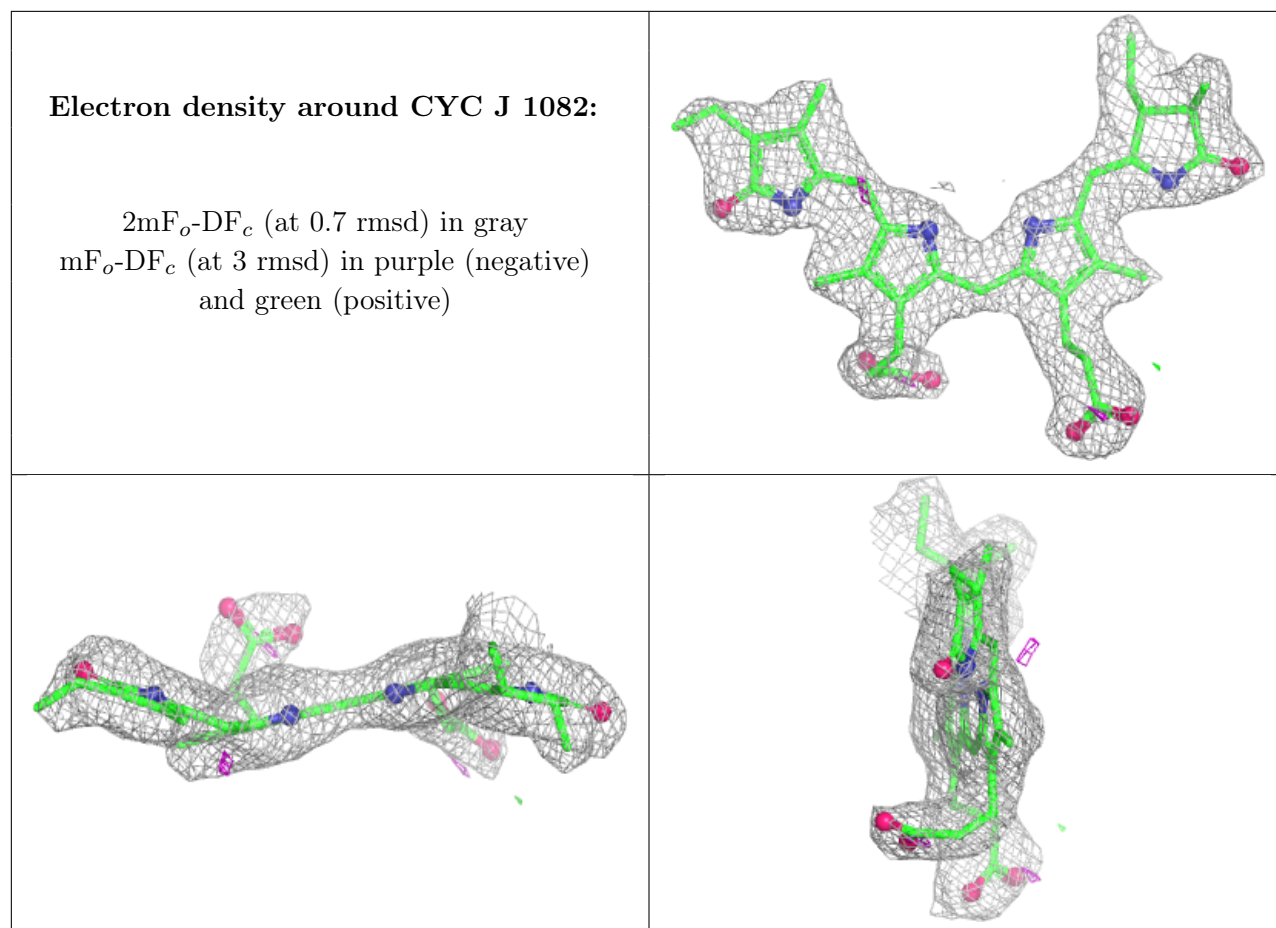 Electron density around CYC J 1082:
2mFo-DFc (at 0.7 rmsd) in gray
mFo-DFc (at 3 rmsd) in purple (negative)
and green (positive)